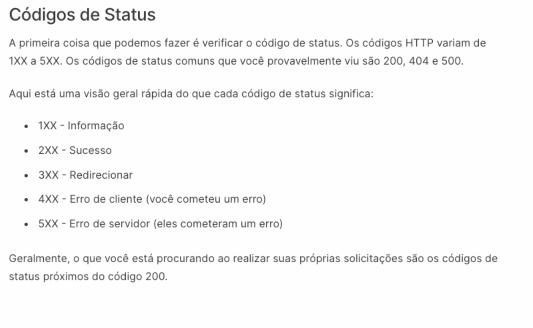 Códigos de Status
A primeira coisa que podemos fazer é verificar o código de status. Os códigos HTTP variam de
1XX a 5XX. Os códigos de status comuns que você provavelmente viu são 200, 404 e 500.
Aqui está uma visão geral rápida do que cada código de status significa:
• 1XX - Informação
• 2XX - Sucesso
• 3XX - Redirecionar
• 4XX - Erro de cliente (você cometeu um erro)
• 5XX - Erro de servidor (eles cometeram um erro)
Geralmente, o que você está procurando ao realizar suas próprias solicitações são os códigos de
status próximos do código 200.